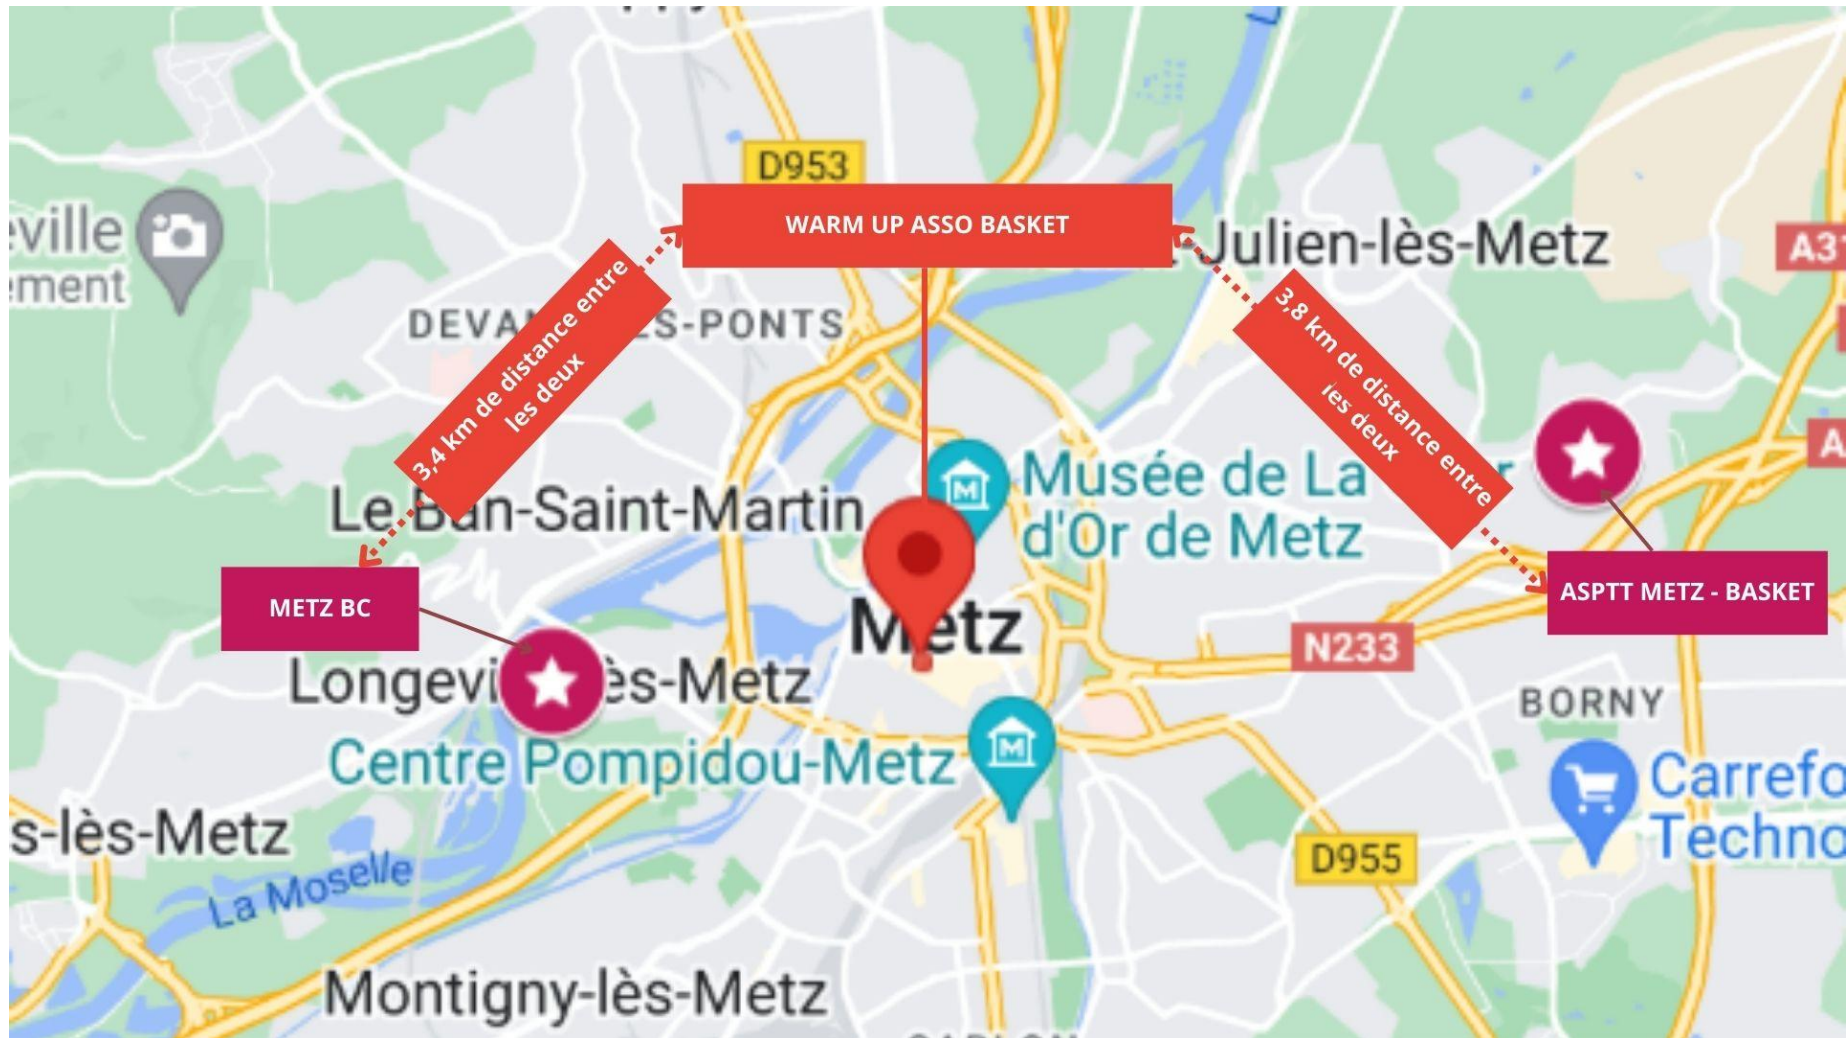 D953
WARM UP ASSO BASKET
-Julien-lès-Metz
A31
eville
ement
DEVA
ES-PONTS
3,4 km de distance entre
les deux
3,8 km de distance entre
les deux
Le Ban-Saint-Martin
Musée de La
r
d'Or de Metz
A
METZ BC
Metz
ASPTT METZ - BASKET
N233
Longevi
ès-Metz
BORNY
Centre Pompidou-Metz
Carrefo
Techno
s-lès-Metz
La Moselle
D955
Montigny-lès-Metz